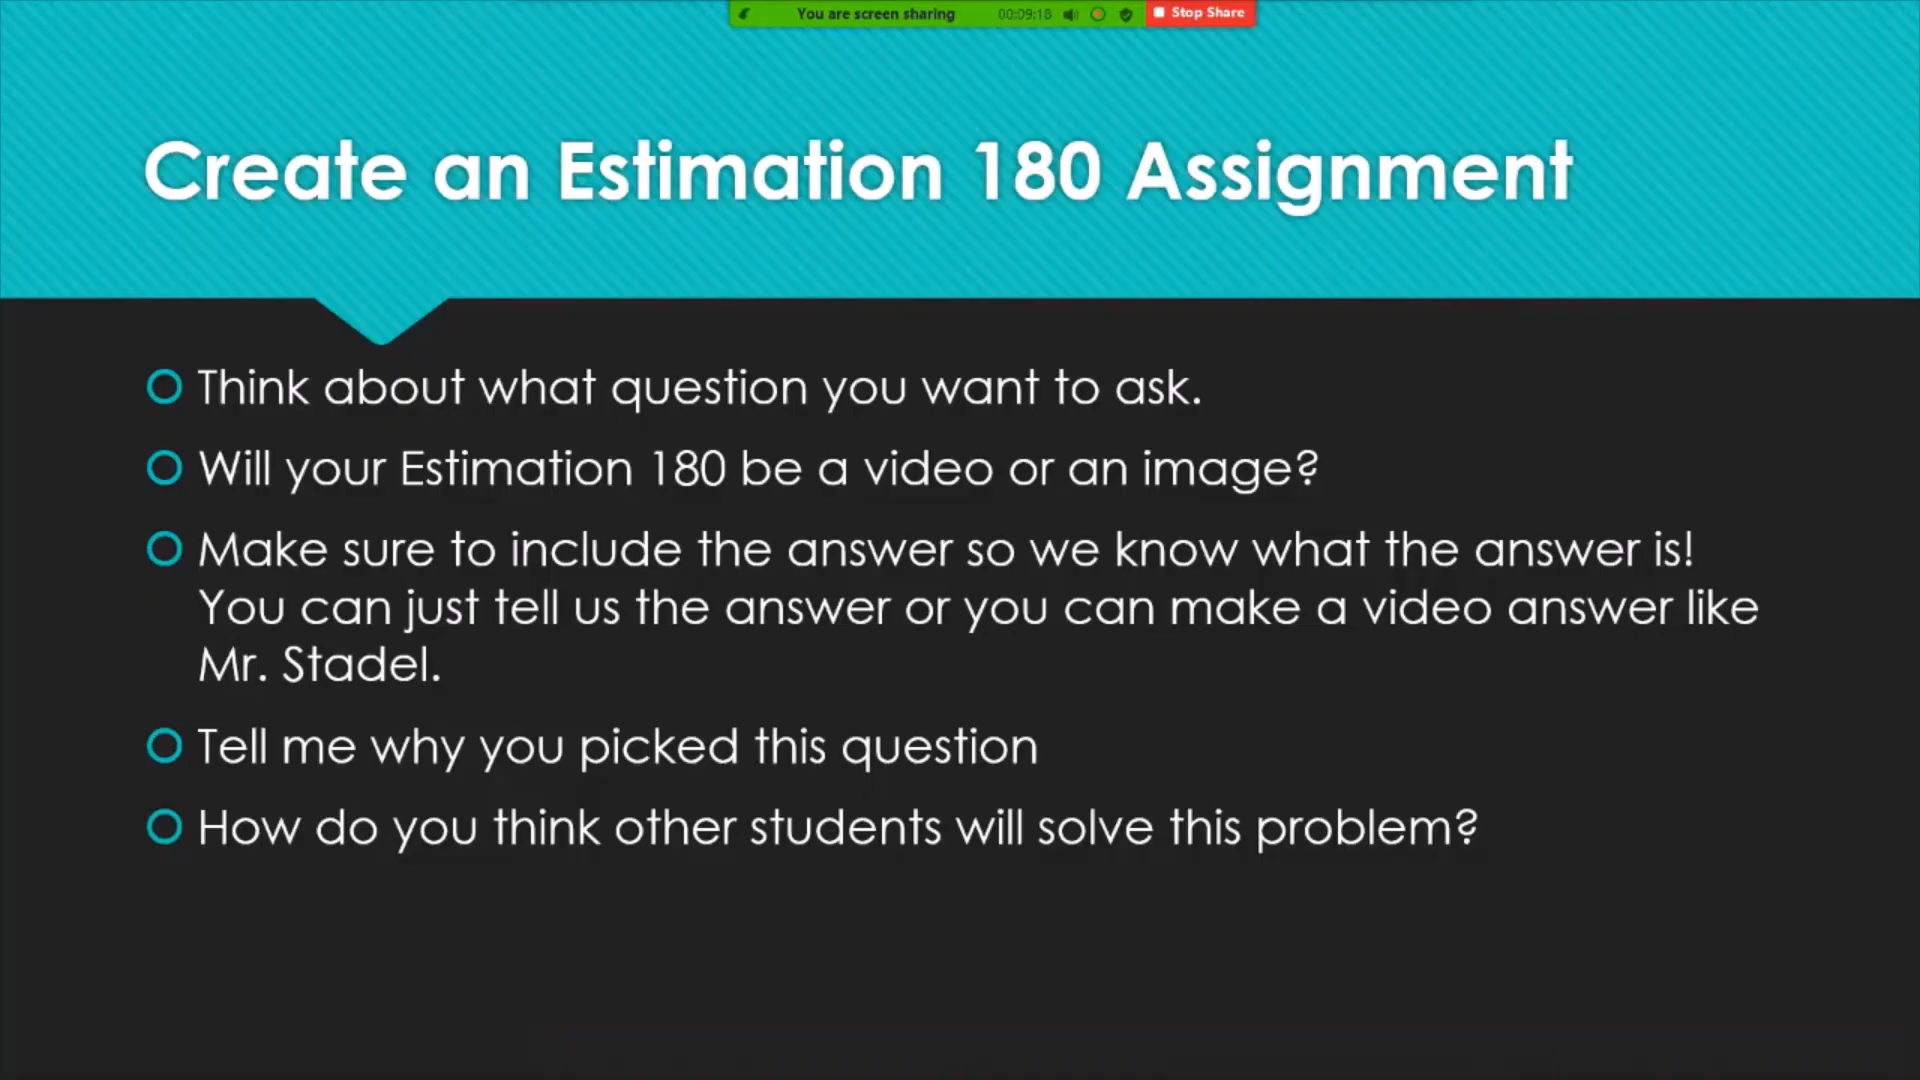 You are screen sharing 00:09:18 Stop Share
Create an Estimation 180 Assignment
Think about what question you want to ask.
Will your Estimation 180 be a video or an image?
Make sure to include the answer so we know what the answer is!
You can just tell us the answer or you can make a video answer like
Mr. Stadel.
Tell me why you picked this question
How do you think other students will solve this problem?